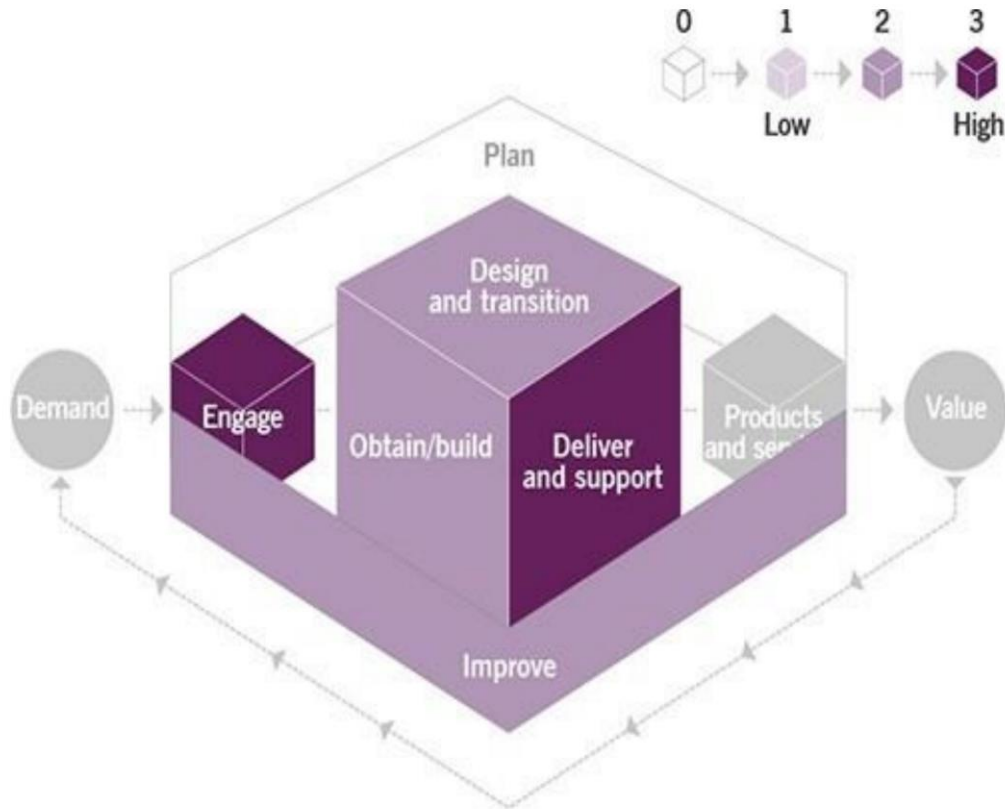 0 1 2 3
Low High
Plan
Design
and transition
Demand
Engage
Obtain/build
Deliver
and support
Products
and
Value
Improve